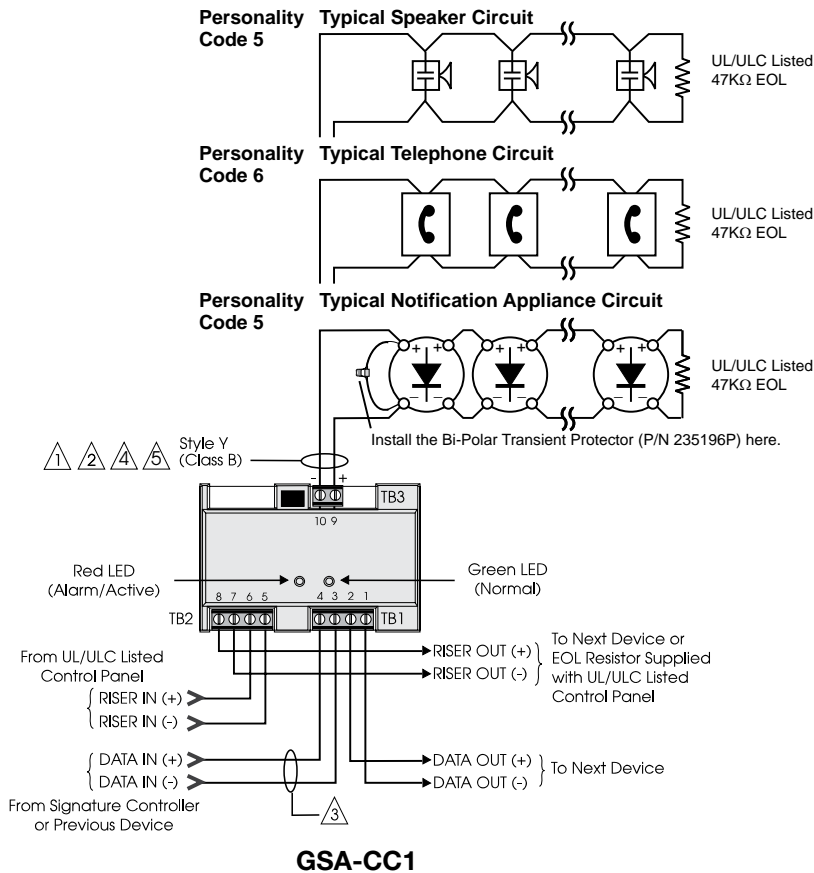 Personality Code 5
Typical Speaker Circuit
UL/ULC Listed
47KΩ EOL
Personality Code 6
Typical Telephone Circuit
UL/ULC Listed
47KΩ EOL
Personality Code 5
Typical Notification Appliance Circuit
+ + + + + +
UL/ULC Listed
47KΩ EOL
– – – – – –
Install the Bi-Polar Transient Protector (P/N 235196P) here.
1 2 4 5
Style Y
(Class B)
- +
TB3
10 9
Red LED
(Alarm/Active)
Green LED
(Normal)
8 7 6 5 4 3 2 1
TB2
TB1
From UL/ULC Listed
Control Panel
RISER IN (+)
RISER IN (-)
RISER OUT (+)
RISER OUT (-)
To Next Device or
EOL Resistor Supplied
with UL/ULC Listed
Control Panel
DATA IN (+)
DATA IN (-)
From Signature Controller
or Previous Device
3
DATA OUT (+)
DATA OUT (-)
To Next Device
GSA-CC1